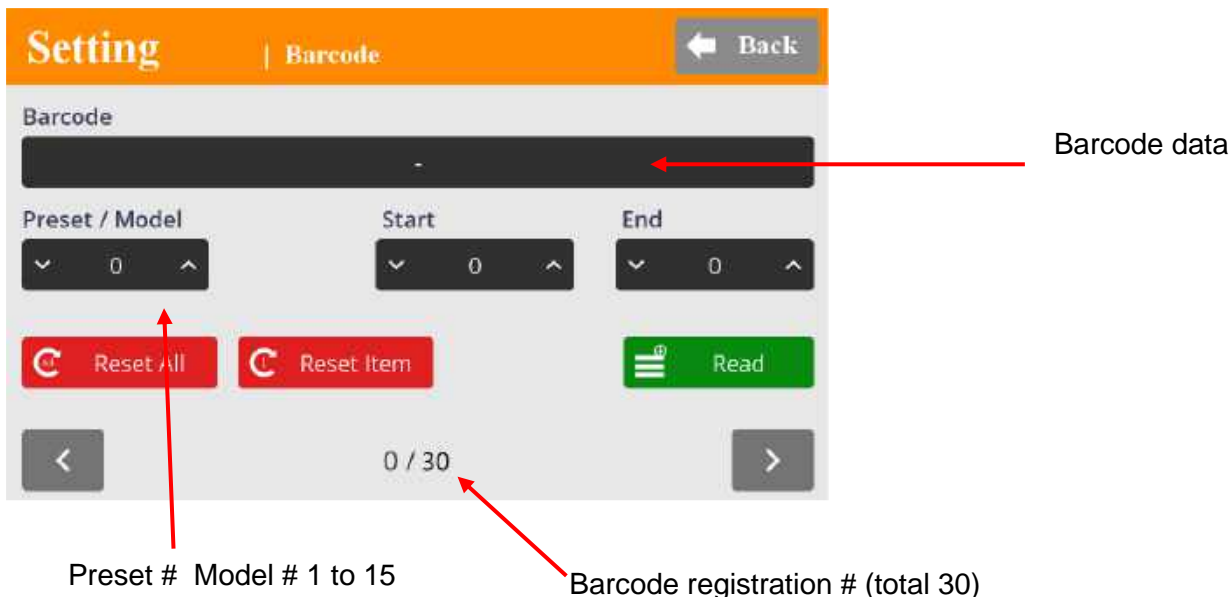 Setting | Barcode Back
Barcode
Barcode data
-
Preset / Model Start End
0 0 0
Reset All Reset Item Read
0 / 30
Preset # Model # 1 to 15
Barcode registration # (total 30)